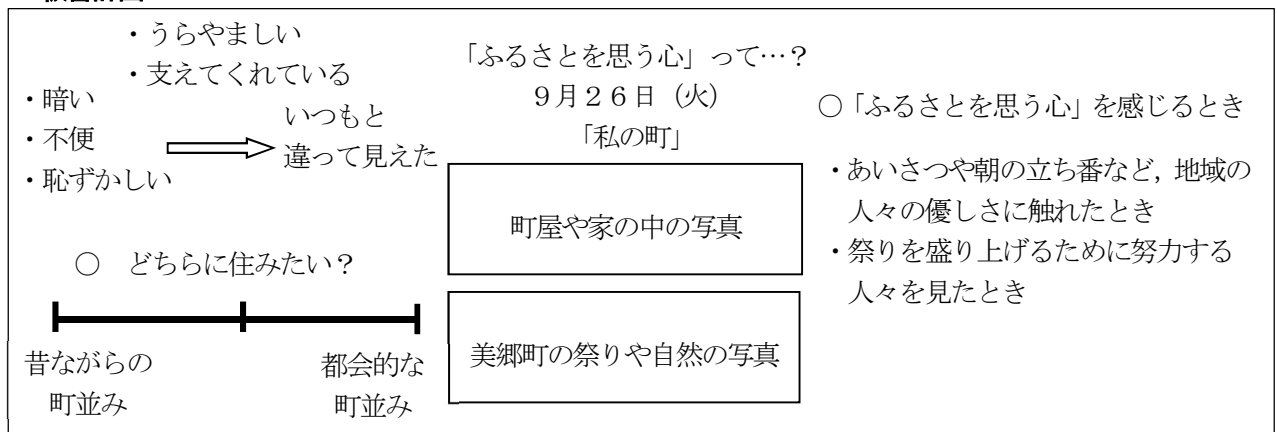 ・うらやましい
・支えてくれている
・暗い
・不便
・恥ずかしい
いつもと
違って見えた
○　どちらに住みたい？
昔ながらの
町並み
都会的な
町並み
「ふるさとを思う心」って…？
９月２６日（火）
「私の町」
町屋や家の中の写真
美郷町の祭りや自然の写真
○「ふるさとを思う心」を感じるとき
・あいさつや朝の立ち番など，地域の
人々の優しさに触れたとき
・祭りを盛り上げるために努力する
人々を見たとき